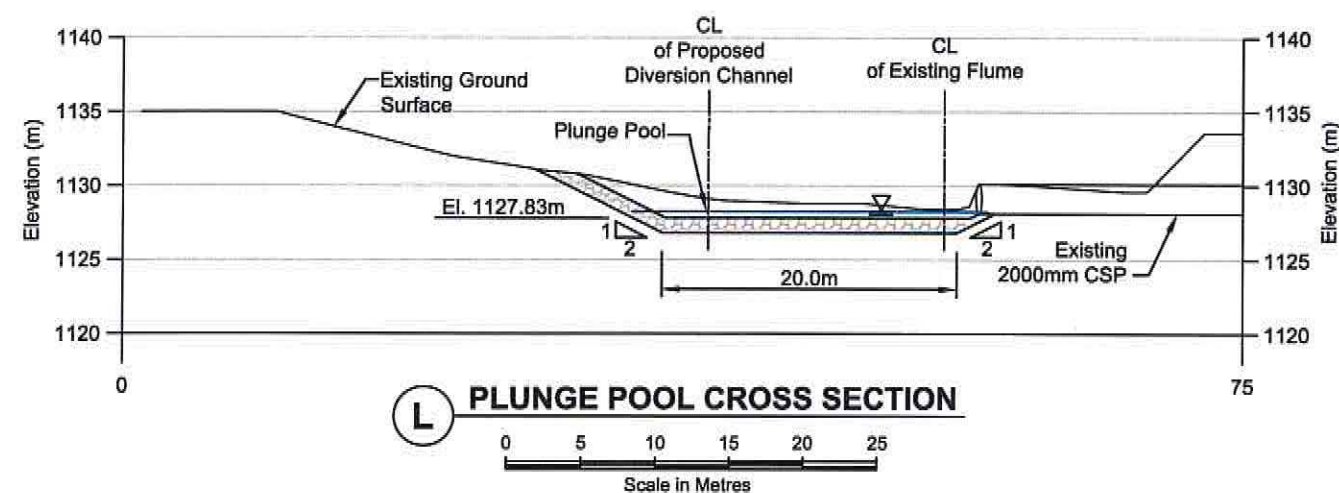 CL
of Proposed
Diversion Channel
CL
of Existing Flume
1140
1135
1130
1125
1120
Elevation (m)
Existing Ground
Surface
Plunge Pool
El. 1127.83m
1
2
20.0m
1
2
Existing
2000mm CSP
1140
1135
1130
1125
1120
Elevation (m)
0
75
L
PLUNGE POOL CROSS SECTION
0 5 10 15 20 25
Scale in Metres